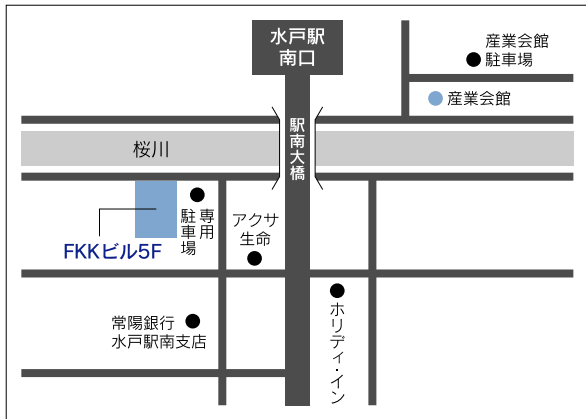 水戸駅
南口
産業会館
駐車場
産業会館
駅南大橋
桜川
専用
駐車場
アクサ
生命
FKKビル5F
常陽銀行
水戸駅南支店
ホリディ・イン